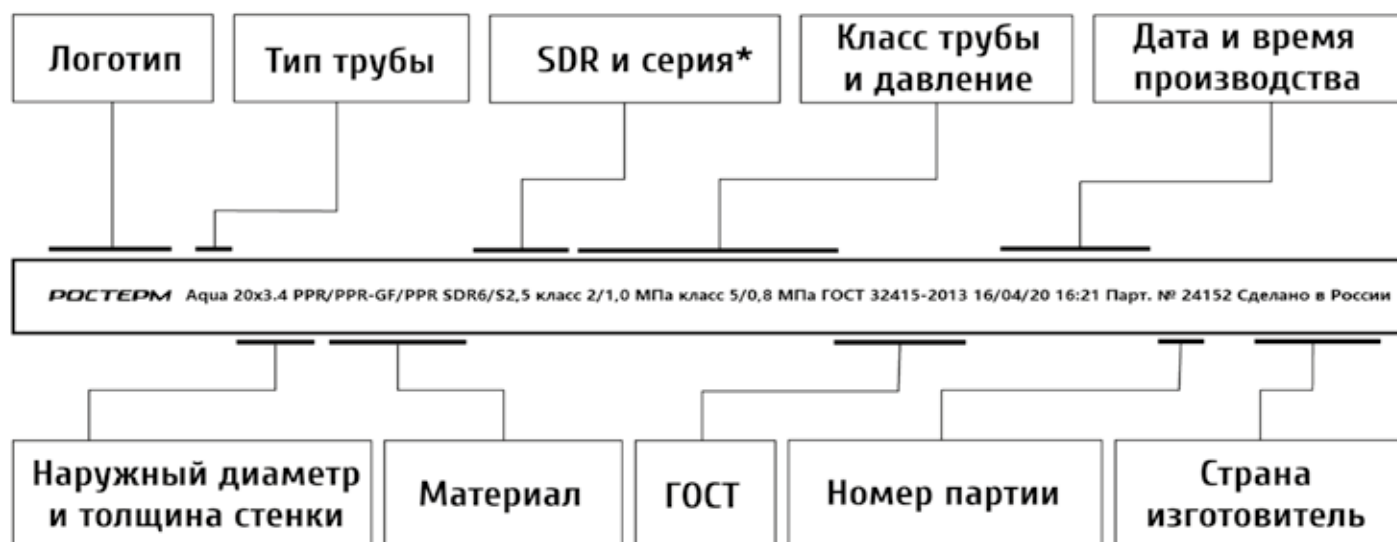 Логотип
Тип трубы
SDR и серия*
Класс трубы
и давление
Дата и время
производства
РОСТЕРМ Aqua 20x3.4 PPR/PPR-GF/PPR SDR6/S2,5 класс 2/1,0 МПа класс 5/0,8 МПа ГОСТ 32415-2013 16/04/20 16:21 Парт. № 24152 Сделано в России
Наружный диаметр
и толщина стенки
Материал
ГОСТ
Номер партии
Страна
изготовитель